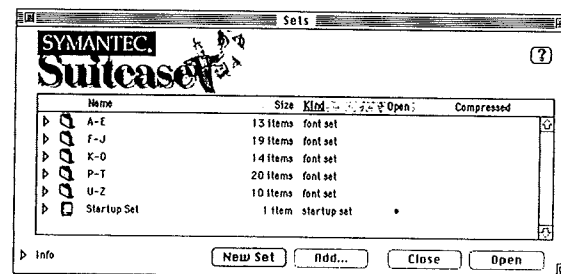 Sets
SYMANTEC.
Suitcase
?
Name Size Kind Open Compressed
A-E 13 items font set
F-J 19 items font set
K-O 14 items font set
P-T 20 items font set
U-Z 10 items font set
Startup Set 1 item startup set •
Info New Set Add... Close Open